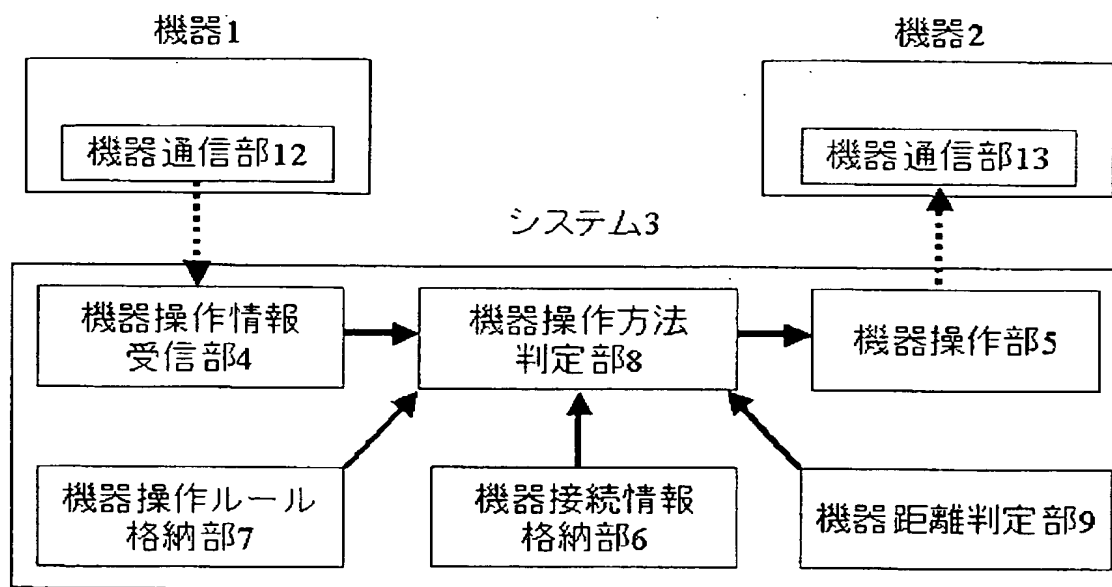 機器1
機器2
機器通信部12
機器通信部13
システム3
機器操作情報
受信部4
機器操作方法
判定部8
機器操作部5
機器操作ルール
格納部7
機器接続情報
格納部6
機器距離判定部9